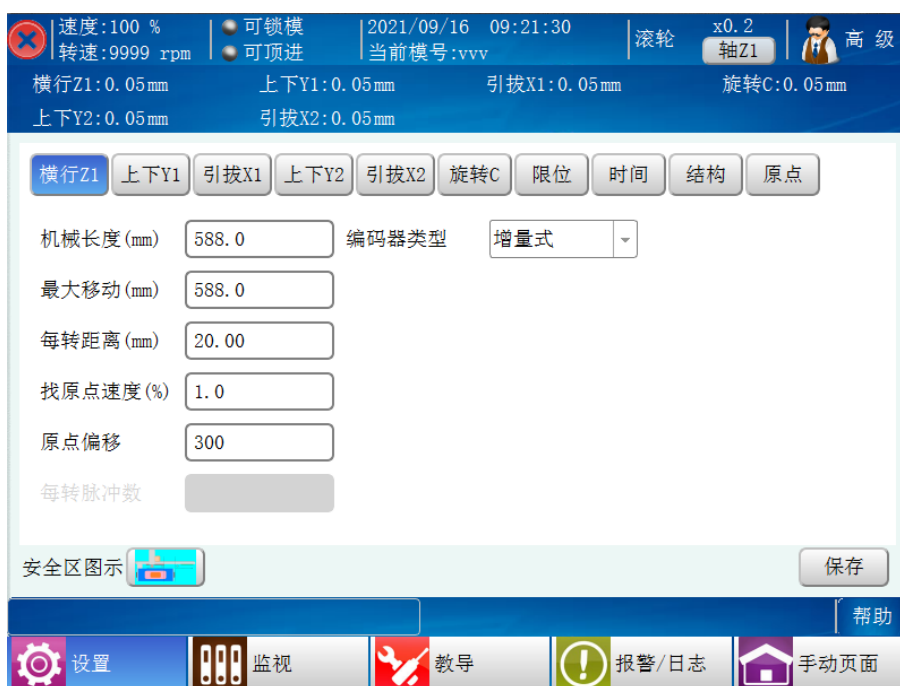 速度:100 % 可锁模 2021/09/16 09:21:30 滚轮 x0.2 高 级
转速:9999 rpm 可顶进 当前模号:vvv 轴Z1
横行Z1:0.05mm 上下Y1:0.05mm 引拔X1:0.05mm 旋转C:0.05mm
上下Y2:0.05mm 引拔X2:0.05mm
横行Z1 上下Y1 引拔X1 上下Y2 引拔X2 旋转C 限位 时间 结构 原点
机械长度(mm) 588.0 编码器类型 增量式
最大移动(mm) 588.0
每转距离(mm) 20.00
找原点速度(%) 1.0
原点偏移 300
每转脉冲数
安全区图示 保存
帮助
设置 监视 教导 报警/日志 手动页面